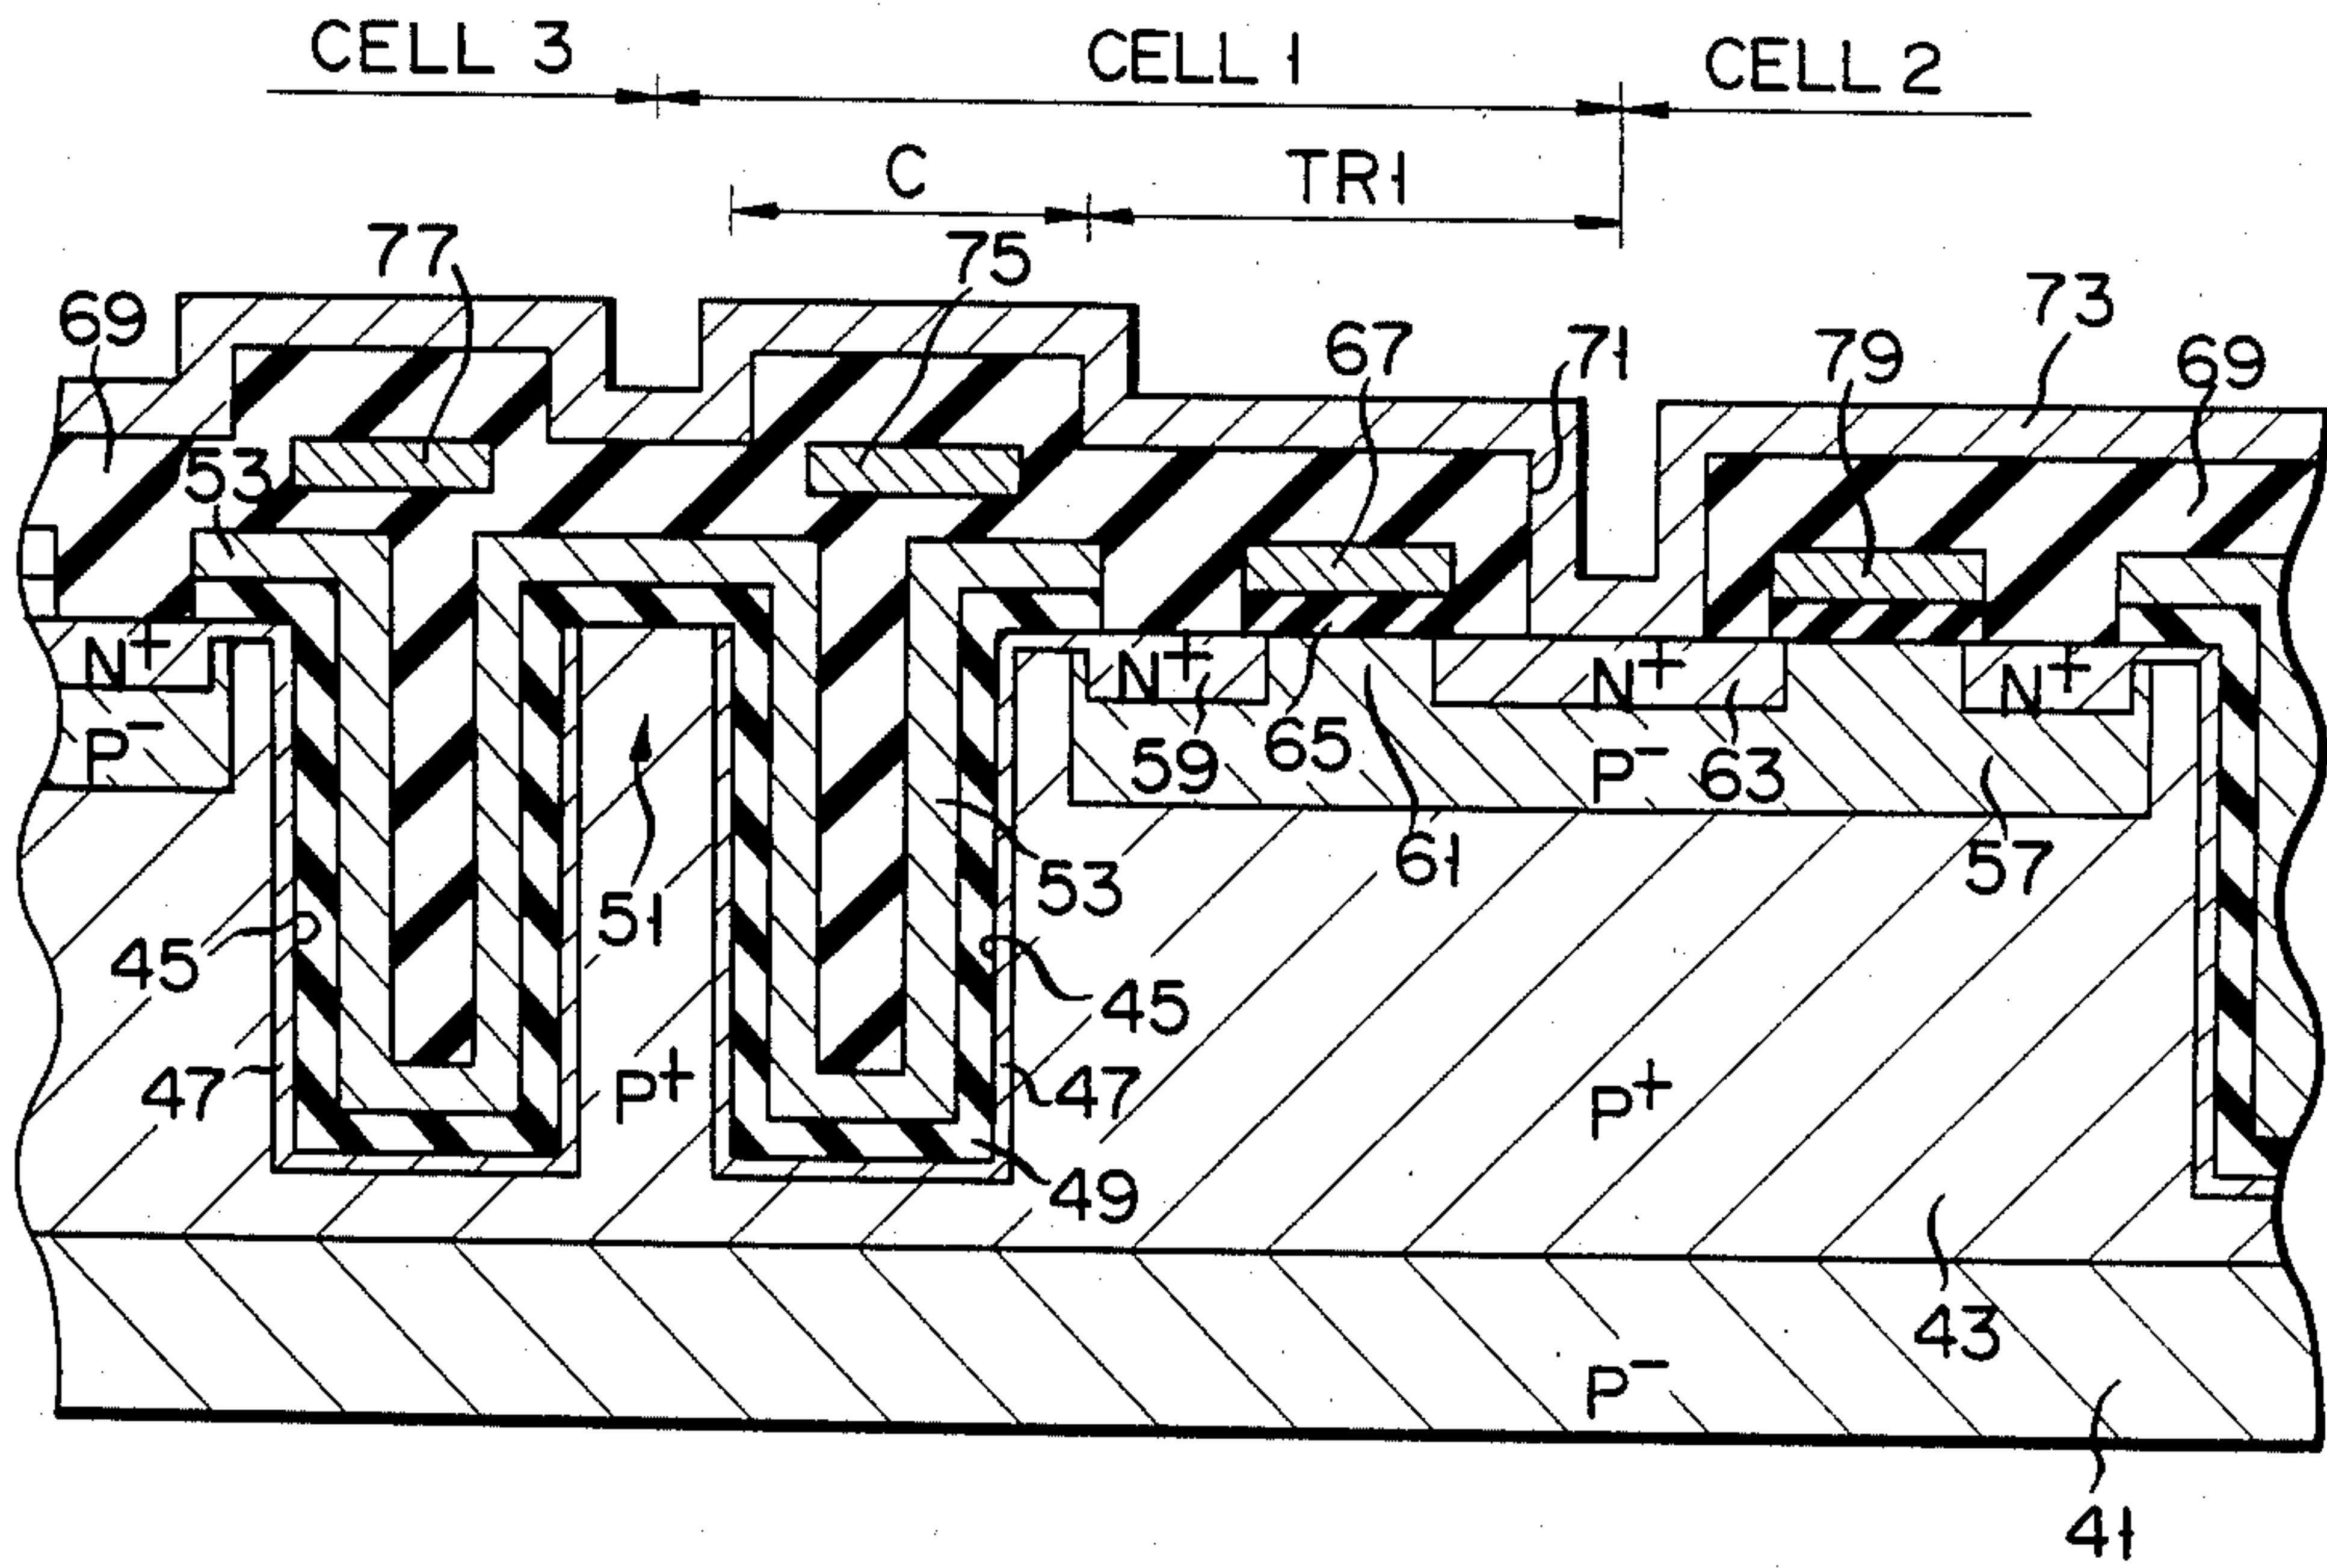 CELL 3 CELL 1 CELL 2
C TR1
77 75
69 67 71 79 73 69
53
N+ N+ N+ N+
P- 59 65 P- 63
61 57
53
51
45 45
47 P+ 47 P+
49
43
P-
41